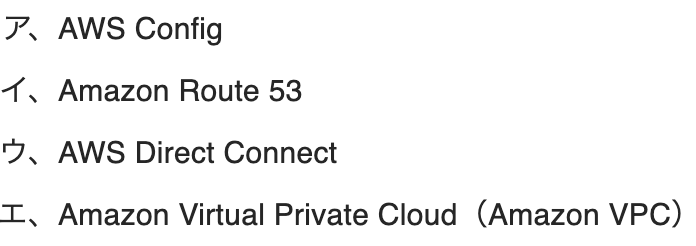 ア、AWS Config
イ、Amazon Route 53
ウ、AWS Direct Connect
エ、Amazon Virtual Private Cloud（Amazon VPC）